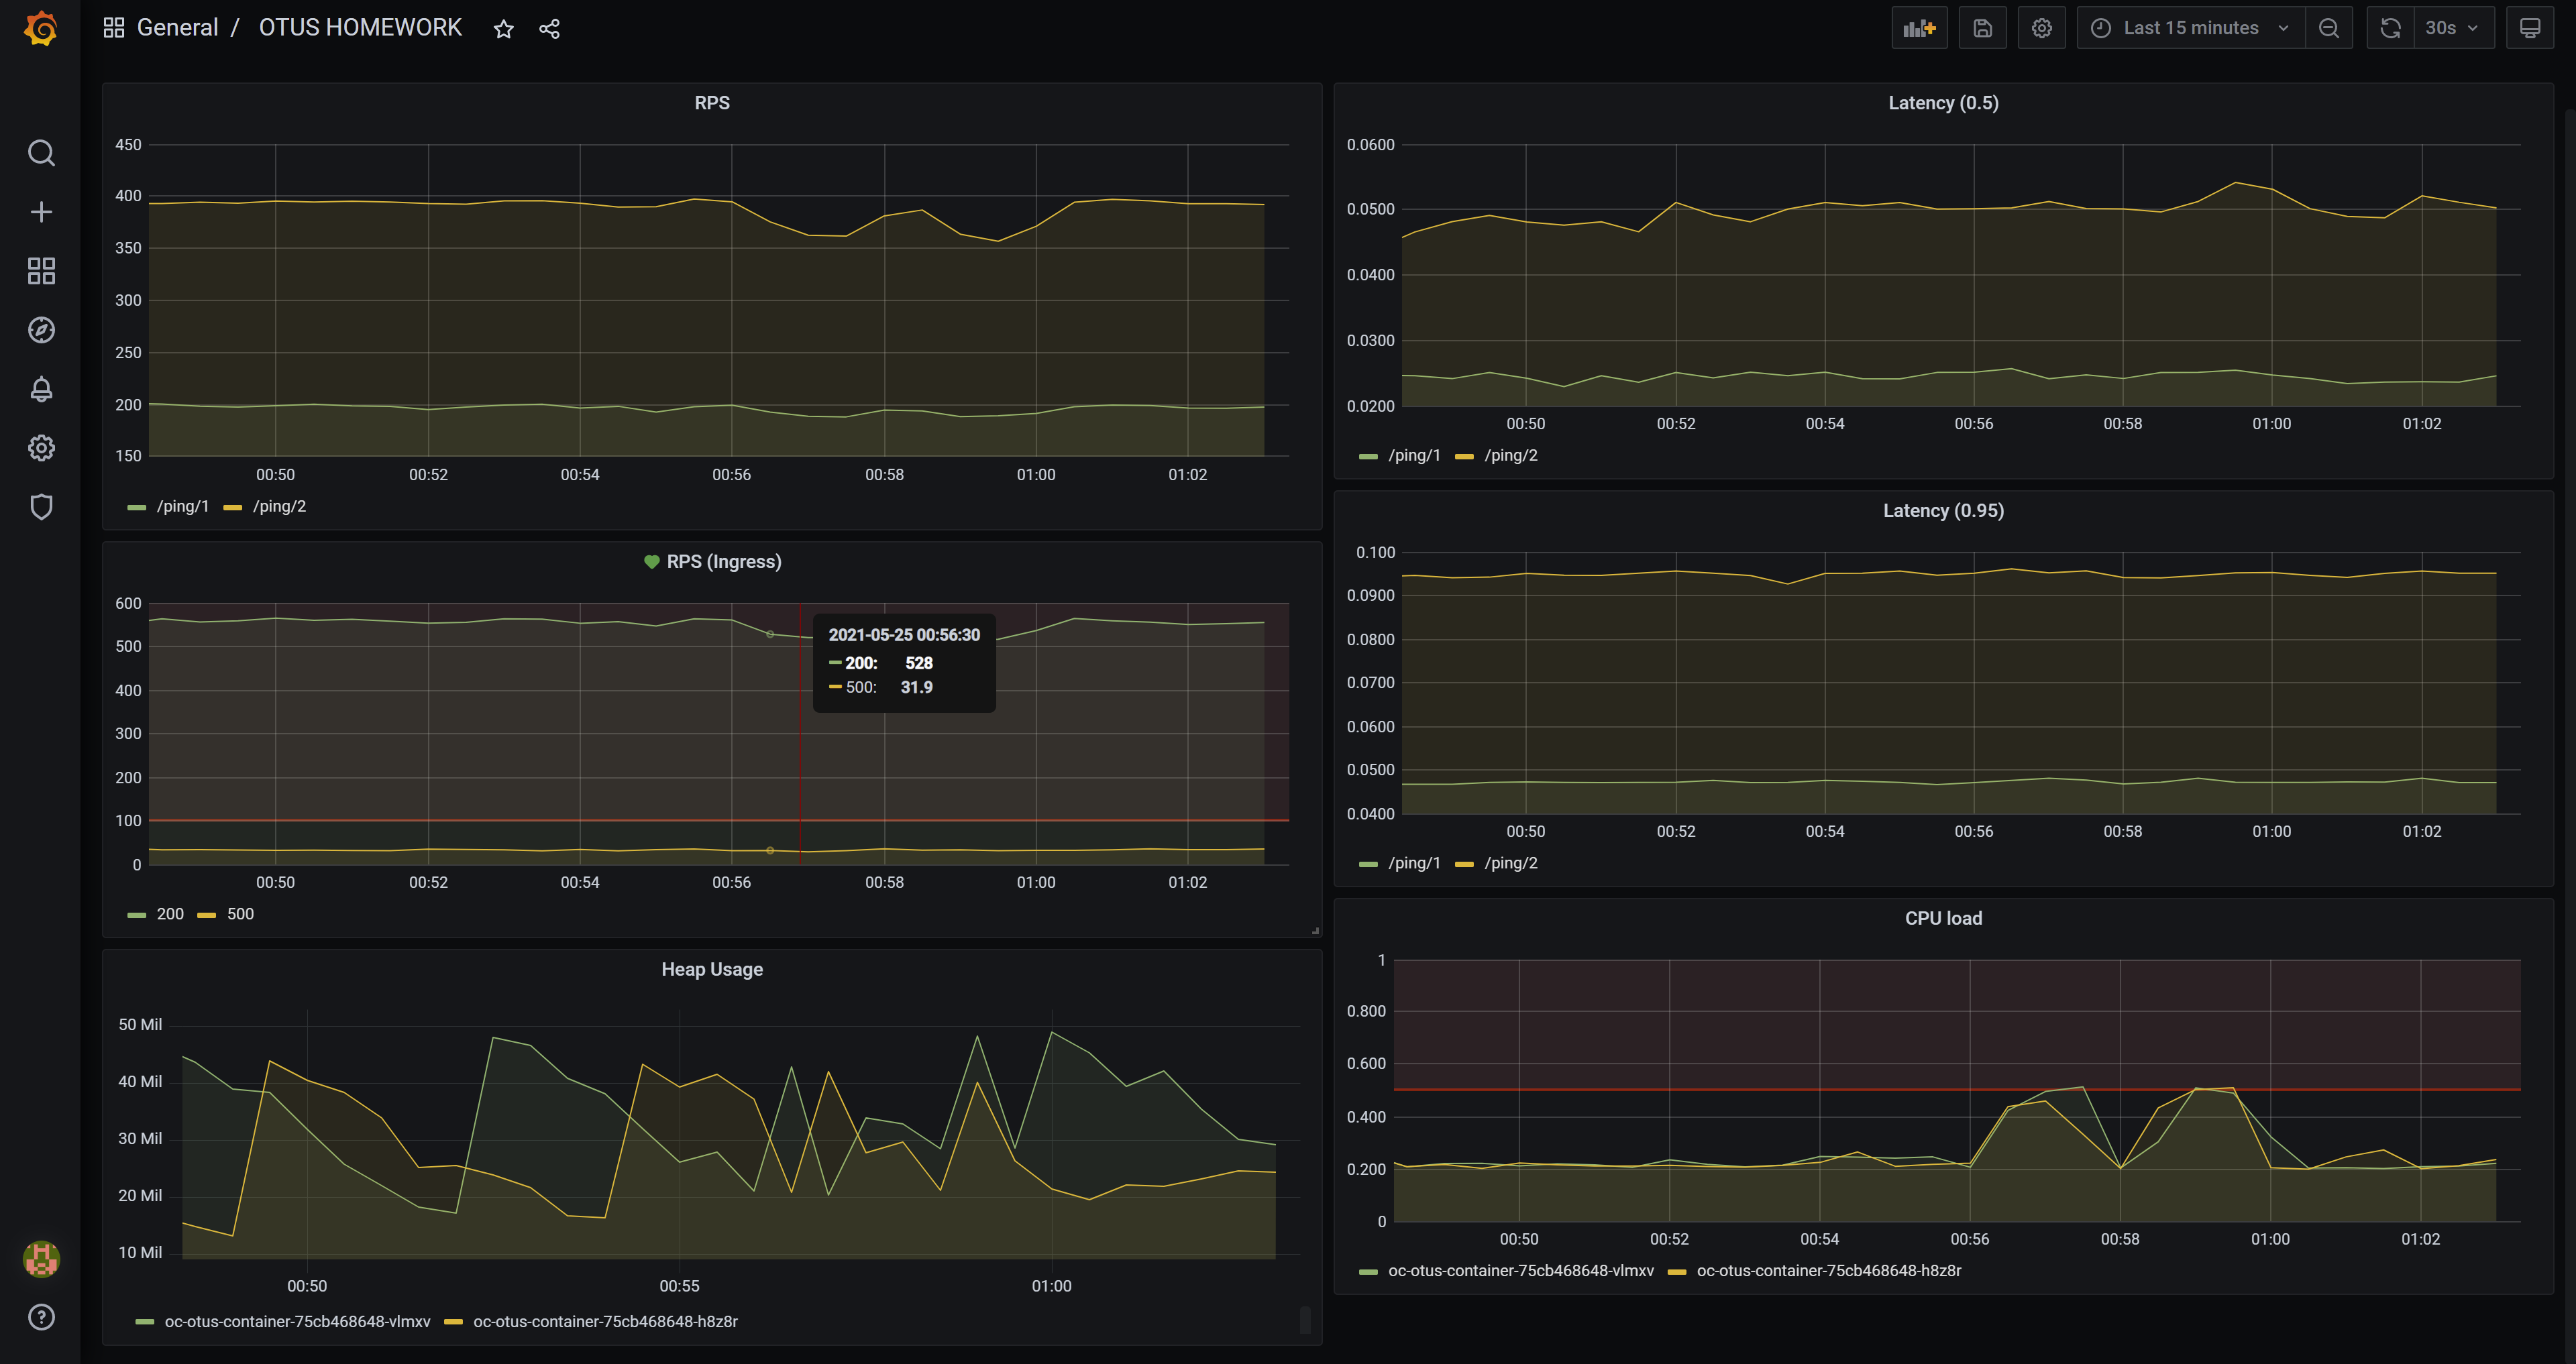 General / OTUS HOMEWORK
Last 15 minutes
30s
RPS
450
400
350
300
250
200
150
00:50 00:52 00:54 00:56 00:58 01:00 01:02
/ping/1 /ping/2
Latency (0.5)
0.0600
0.0500
0.0400
0.0300
0.0200
00:50 00:52 00:54 00:56 00:58 01:00 01:02
/ping/1 /ping/2
RPS (Ingress)
600
500
400
300
200
100
0
2021-05-25 00:56:30
200: 528
500: 31.9
00:50 00:52 00:54 00:56 00:58 01:00 01:02
200 500
Latency (0.95)
0.100
0.0900
0.0800
0.0700
0.0600
0.0500
0.0400
00:50 00:52 00:54 00:56 00:58 01:00 01:02
/ping/1 /ping/2
Heap Usage
50 Mil
40 Mil
30 Mil
20 Mil
10 Mil
00:50 00:55 01:00
oc-otus-container-75cb468648-vlmxv oc-otus-container-75cb468648-h8z8r
CPU load
1
0.800
0.600
0.400
0.200
0
00:50 00:52 00:54 00:56 00:58 01:00 01:02
oc-otus-container-75cb468648-vlmxv oc-otus-container-75cb468648-h8z8r